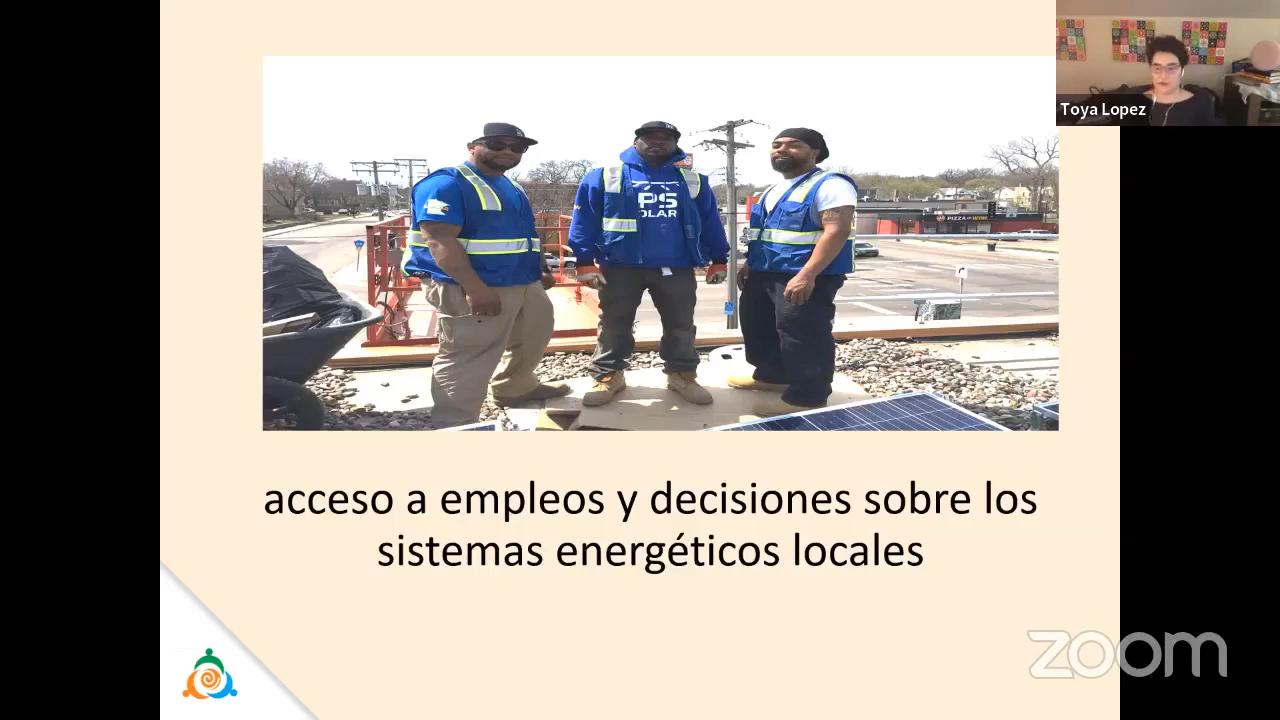 Toya Lopez
PS
OLAR
PIZZA
acceso a empleos y decisiones sobre los
sistemas energéticos locales
zoom